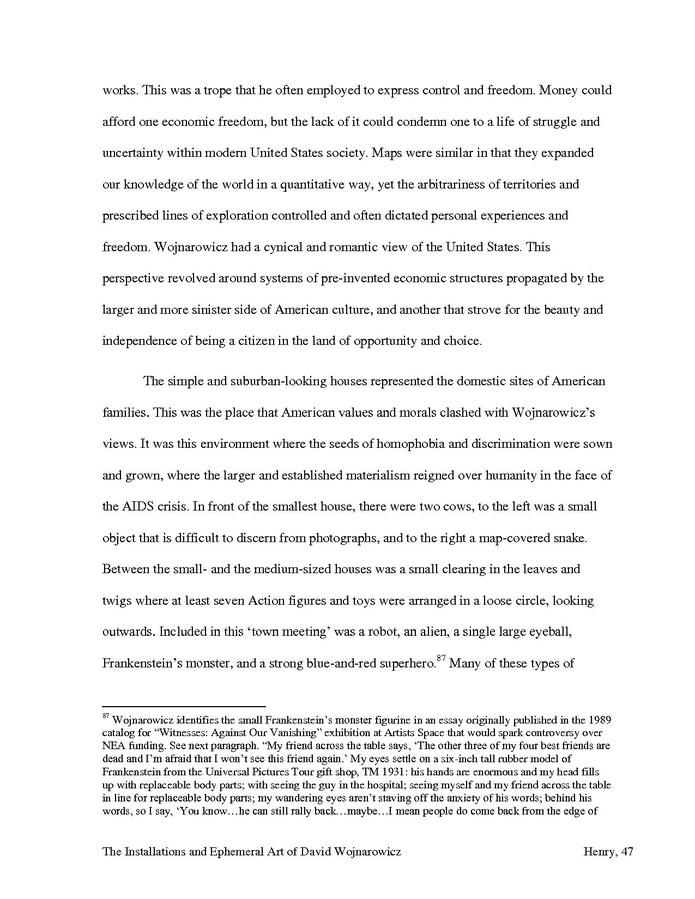 works. This was a trope that he often employed to express control and freedom. Money could
afford one economic freedom, but the lack of it could condemn one to a life of struggle and
uncertainty within modern United States society. Maps were similar in that they expanded
our knowledge of the world in a quantitative way, yet the arbitrariness of territories and
prescribed lines of exploration controlled and often dictated personal experiences and
freedom. Wojnarowicz had a cynical and romantic view of the United States. This
perspective revolved around systems of pre-invented economic structures propagated by the
larger and more sinister side of American culture, and another that strove for the beauty and
independence of being a citizen in the land of opportunity and choice.
The simple and suburban-looking houses represented the domestic sites of American
families. This was the place that American values and morals clashed with Wojnarowicz’s
views. It was this environment where the seeds of homophobia and discrimination were sown
and grown, where the larger and established materialism reigned over humanity in the face of
the AIDS crisis. In front of the smallest house, there were two cows, to the left was a small
object that is difficult to discern from photographs, and to the right a map-covered snake.
Between the small- and the medium-sized houses was a small clearing in the leaves and
twigs where at least seven Action figures and toys were arranged in a loose circle, looking
outwards. Included in this ‘town meeting’ was a robot, an alien, a single large eyeball,
Frankenstein’s monster, and a strong blue-and-red superhero.87 Many of these types of
87 Wojnarowicz identifies the small Frankenstein’s monster figurine in an essay originally published in the 1989
catalog for “Witnesses: Against Our Vanishing” exhibition at Artists Space that would spark controversy over
NEA funding. See next paragraph. “My friend across the table says, ‘The other three of my four best friends are
dead and I’m afraid that I won’t see this friend again.’ My eyes settle on a six-inch tall rubber model of
Frankenstein from the Universal Pictures Tour gift shop, TM 1931: his hands are enormous and my head fills
up with replaceable body parts; with seeing the guy in the hospital; seeing myself and my friend across the table
in line for replaceable body parts; my wandering eyes aren’t staving off the anxiety of his words; behind his
words, so I say, ‘You know…he can still rally back…maybe…I mean people do come back from the edge of
The Installations and Ephemeral Art of David Wojnarowicz Henry, 47